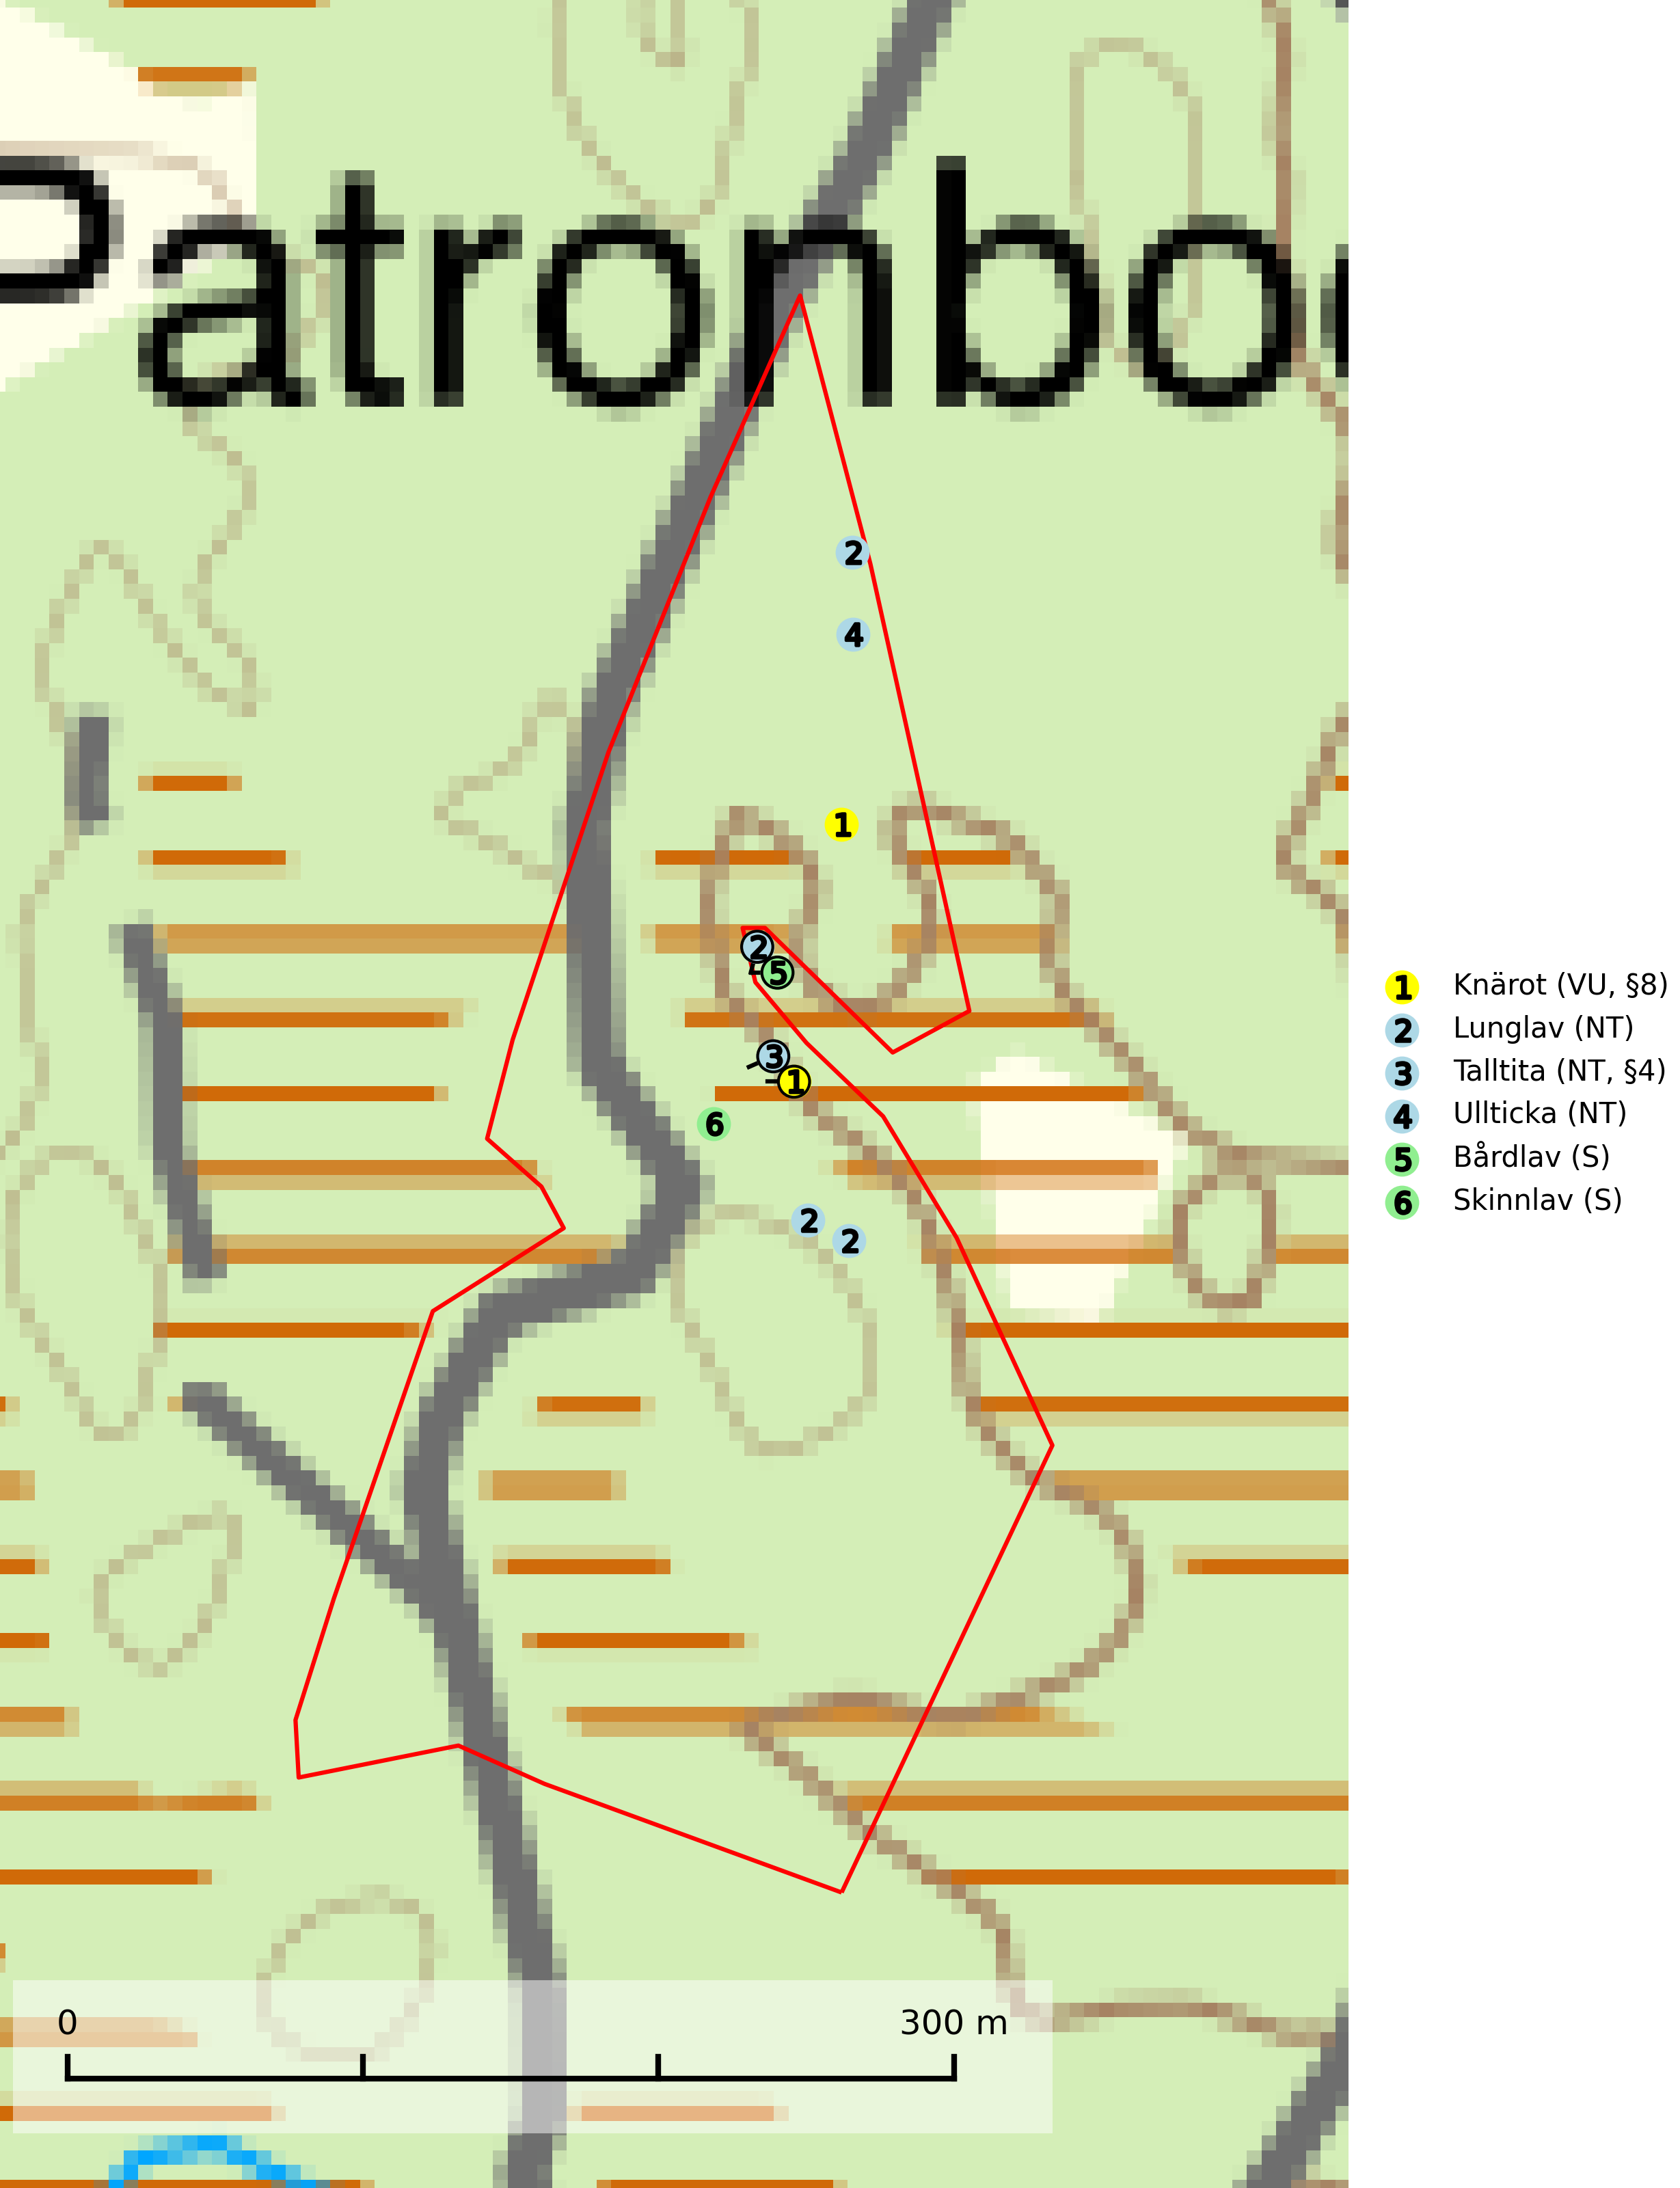 Patronbo
2
4
1
2
5
3
1
6
2
2
1 Knärot (VU, §8)
2 Lunglav (NT)
3 Talltita (NT, §4)
4 Ullticka (NT)
5 Bårdlav (S)
6 Skinnlav (S)
0 300 m